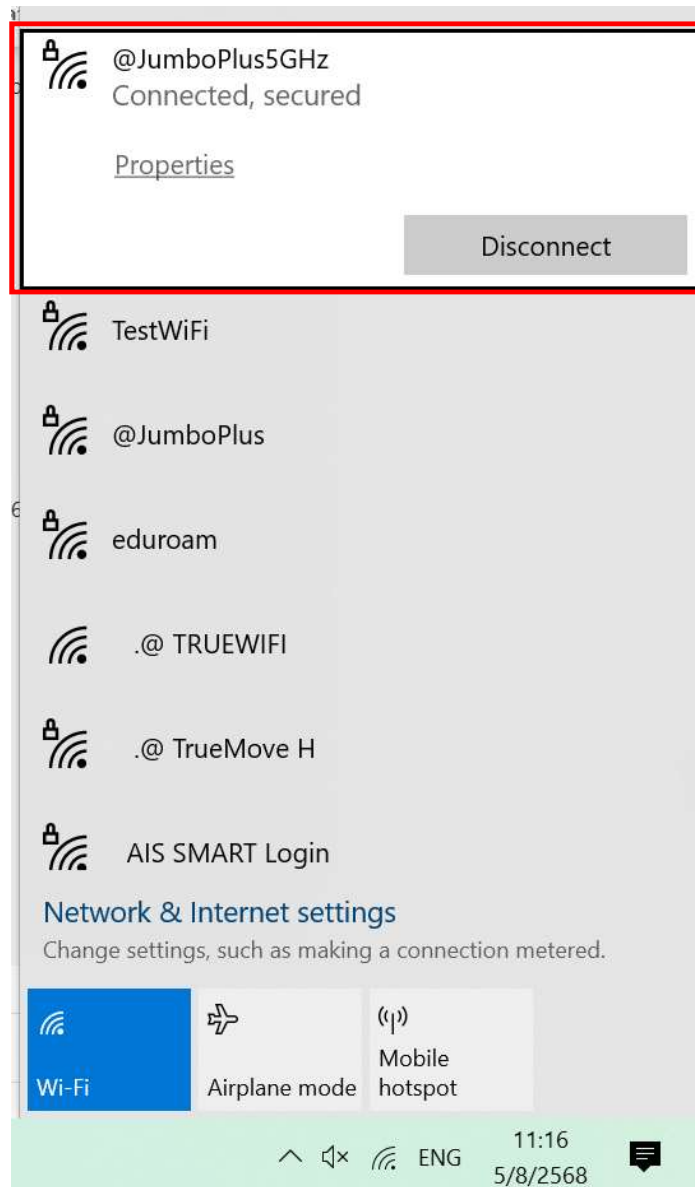 @JumboPlus5GHz
Connected, secured
Properties
Disconnect
TestWiFi
@JumboPlus
eduroam
.@ TRUEWIFI
.@ TrueMove H
AIS SMART Login
Network & Internet settings
Change settings, such as making a connection metered.
Wi-Fi
Airplane mode
Mobile
hotspot
ENG
11:16
5/8/2568